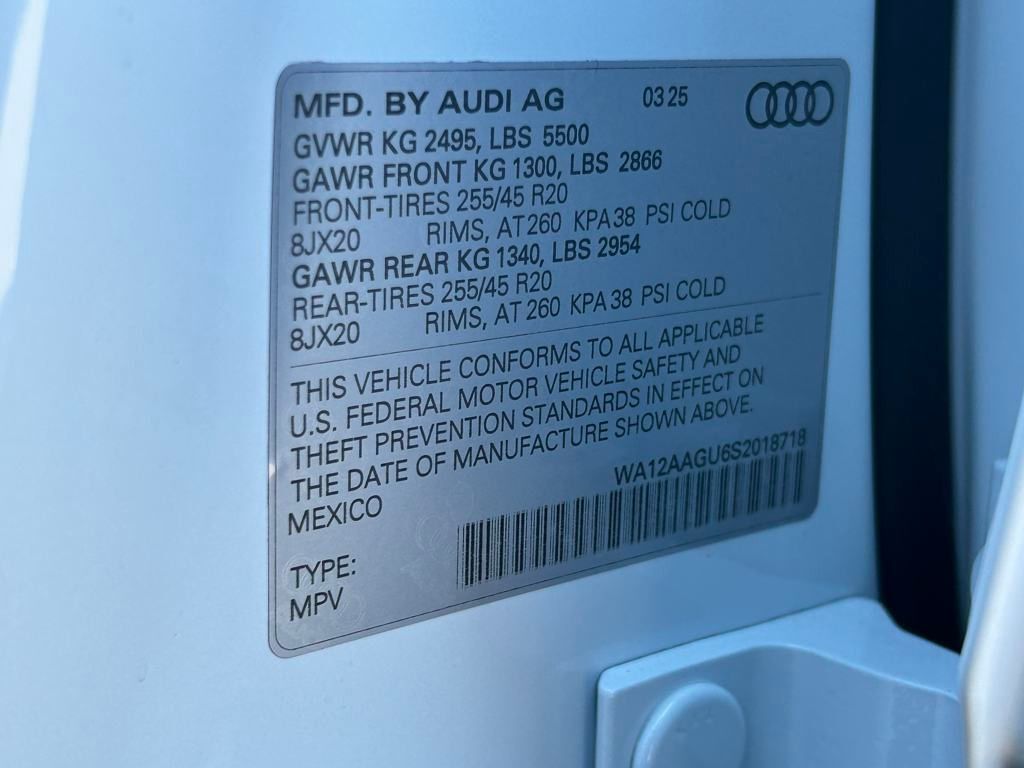 MFD. BY AUDI AG 03 25
GVWR KG 2495, LBS 5500
GAWR FRONT KG 1300, LBS 2866
FRONT-TIRES 255/45 R20
8JX20 RIMS, AT 260 KPA 38 PSI COLD
GAWR REAR KG 1340, LBS 2954
REAR-TIRES 255/45 R20
8JX20 RIMS, AT 260 KPA 38 PSI COLD
THIS VEHICLE CONFORMS TO ALL APPLICABLE
U.S. FEDERAL MOTOR VEHICLE SAFETY AND
THEFT PREVENTION STANDARDS IN EFFECT ON
THE DATE OF MANUFACTURE SHOWN ABOVE.
MEXICO WA12AAGU6S2018718
TYPE:
MPV